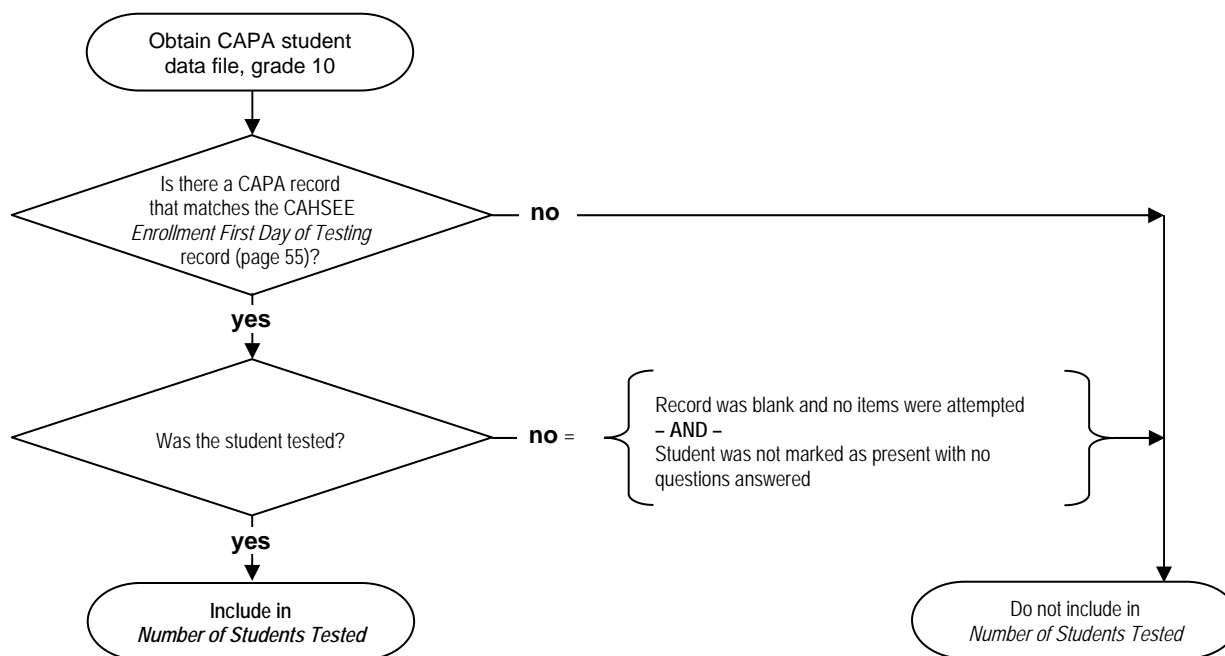 Obtain CAPA student
data file, grade 10
Is there a CAPA record
that matches the CAHSEE
Enrollment First Day of Testing
record (page 55)?
no
yes
Was the student tested?
no =
Record was blank and no items were attempted
– AND –
Student was not marked as present with no
questions answered
yes
Include in
Number of Students Tested
Do not include in
Number of Students Tested